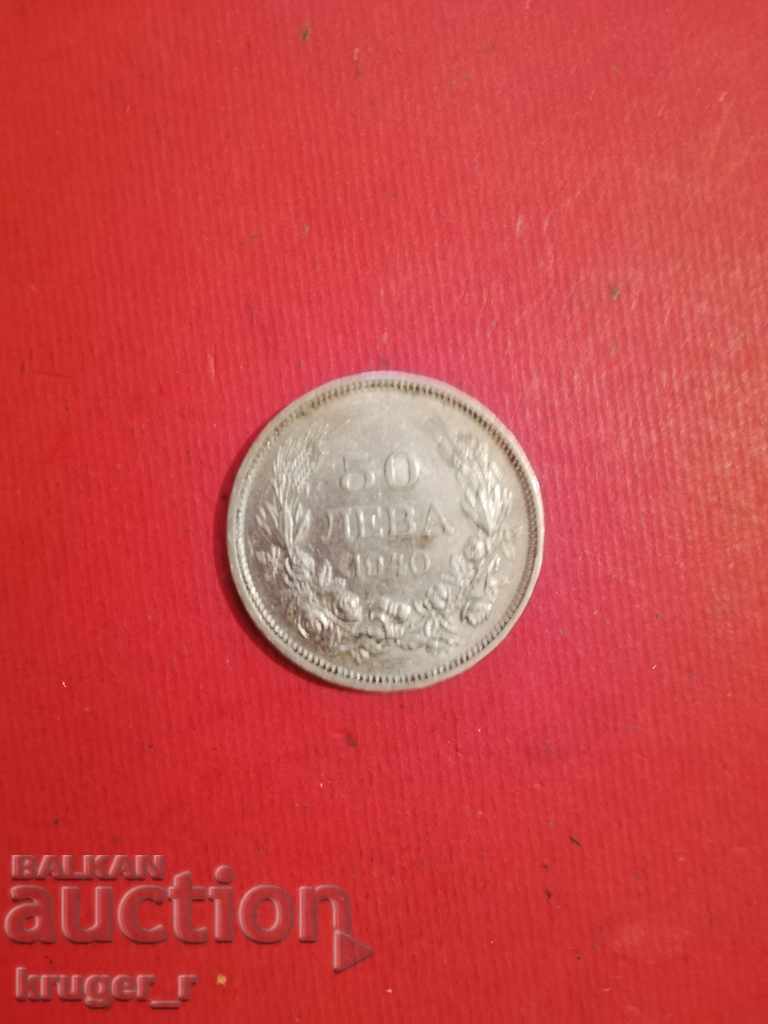 50
ЛЕВА
1940
BALKAN
auction
kruger_r